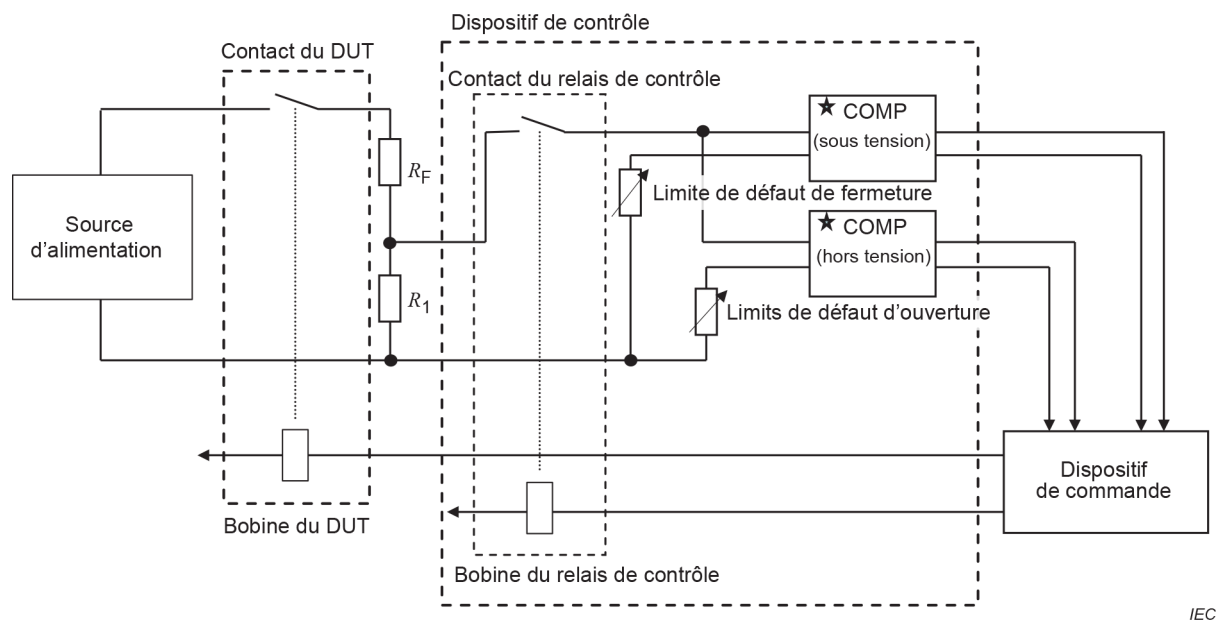 Dispositif de contrôle
Contact du DUT
Contact du relais de contrôle
COMP
(sous tension)
RF
Limite de défaut de fermeture
Source
d'alimentation
COMP
(hors tension)
R1
Limits de défaut d'ouverture
Dispositif
de commande
Bobine du DUT
Bobine du relais de contrôle
IEC